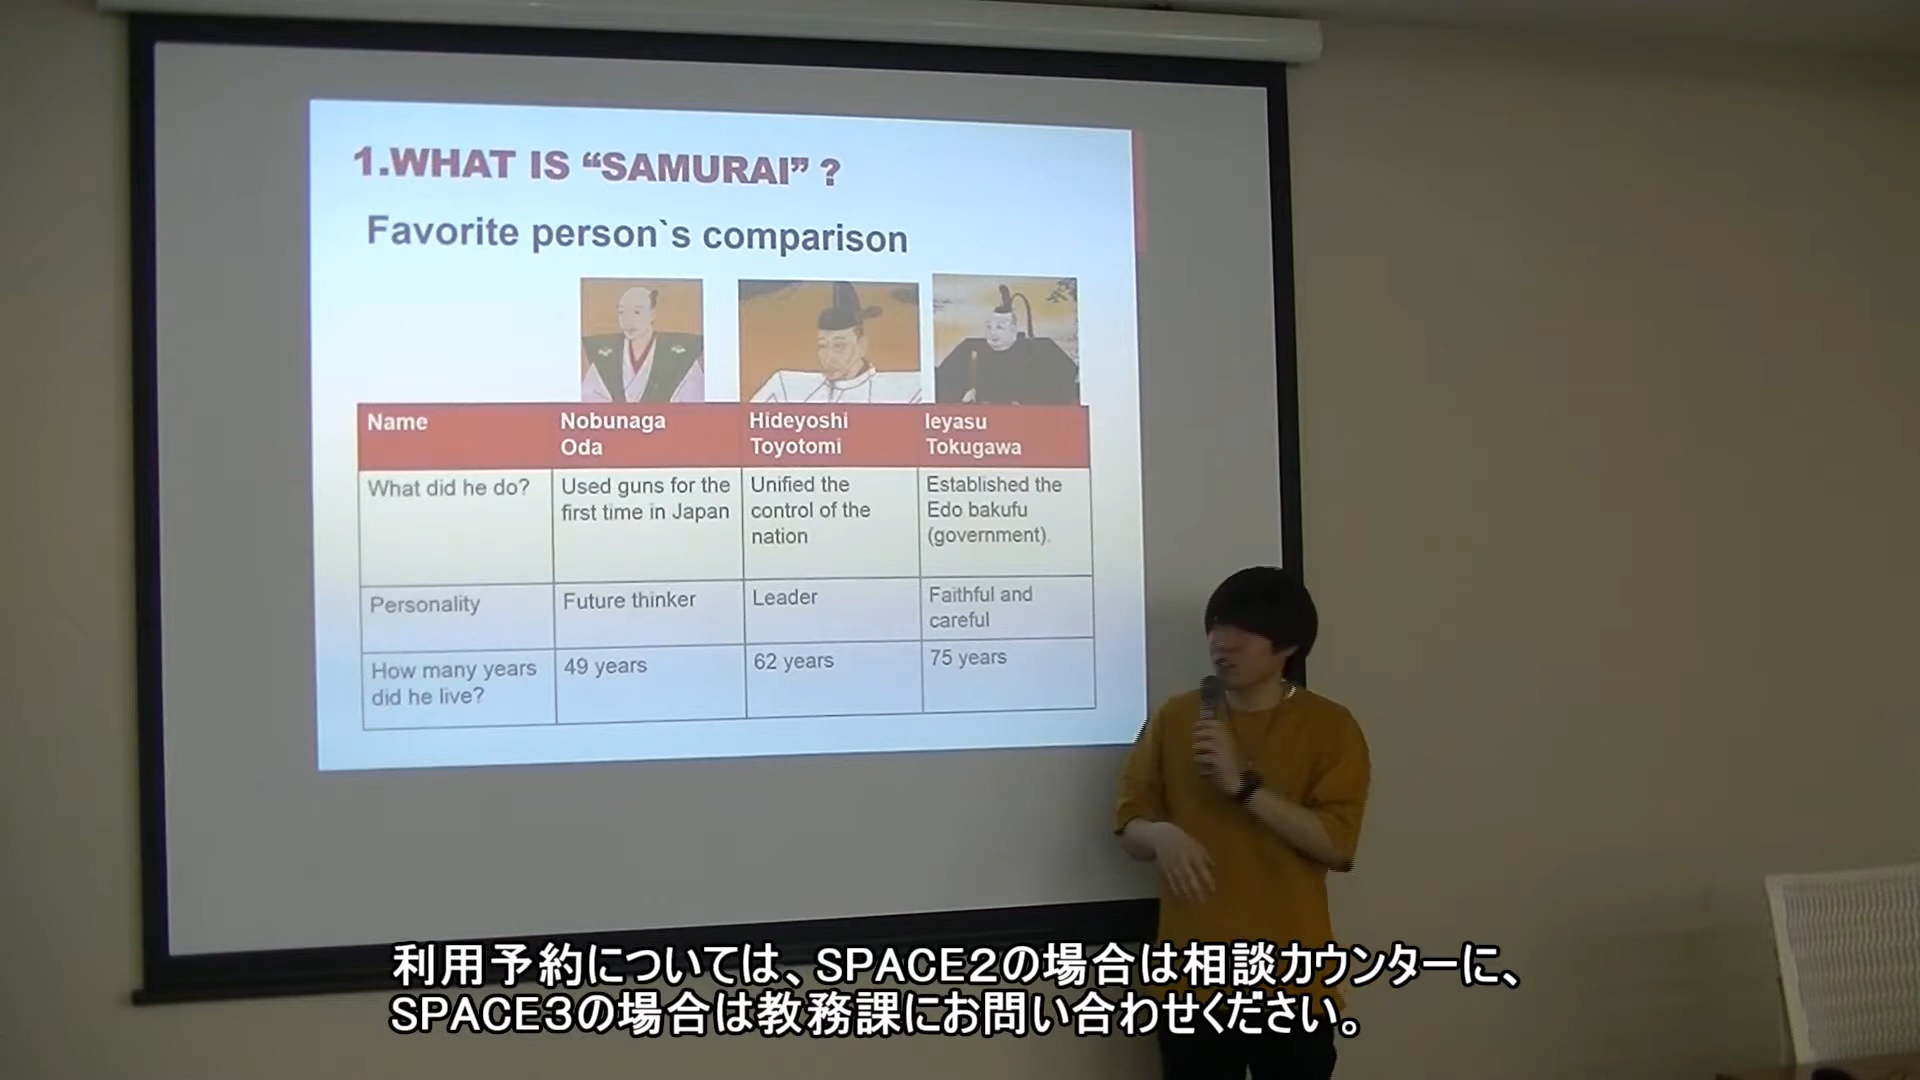 1.WHAT IS “SAMURAI” ?
Favorite person`s comparison
Name
Nobunaga
Oda
Hideyoshi
Toyotomi
Ieyasu
Tokugawa
What did he do?
Used guns for the
first time in Japan
Unified the
control of the
nation
Established the
Edo bakufu
(government).
Personality
Future thinker
Leader
Faithful and
careful
How many years
did he live?
49 years
62 years
75 years
利用予約については、SPACE2の場合は相談カウンターに、
SPACE3の場合は教務課にお問い合わせください。